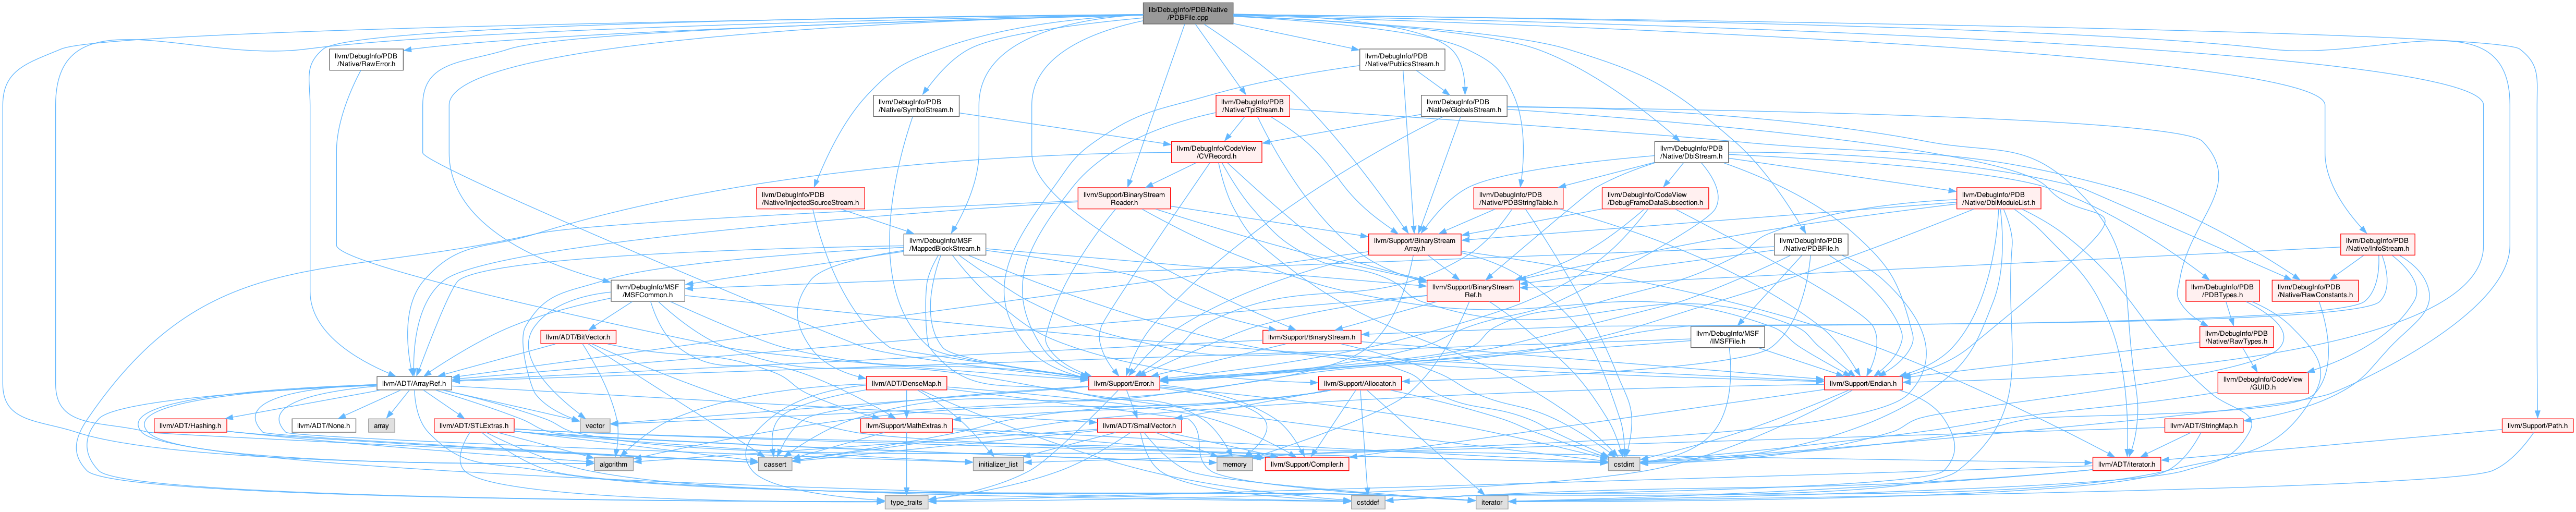 lib/DebugInfo/PDB/Native
/PDBFile.cpp
llvm/DebugInfo/PDB
/Native/RawError.h
llvm/DebugInfo/PDB
/Native/PublicsStream.h
llvm/DebugInfo/PDB
/Native/SymbolStream.h
llvm/DebugInfo/PDB
/Native/TpiStream.h
llvm/DebugInfo/PDB
/Native/GlobalsStream.h
llvm/DebugInfo/CodeView
/CVRecord.h
llvm/DebugInfo/PDB
/Native/DbiStream.h
llvm/DebugInfo/PDB
/Native/InjectedSourceStream.h
llvm/Support/BinaryStream
Reader.h
llvm/DebugInfo/PDB
/Native/PDBStringTable.h
llvm/DebugInfo/CodeView
/DebugFrameDataSubsection.h
llvm/DebugInfo/PDB
/Native/DbiModuleList.h
llvm/DebugInfo/MSF
/MappedBlockStream.h
llvm/Support/BinaryStream
Array.h
llvm/DebugInfo/PDB
/Native/PDBFile.h
llvm/DebugInfo/PDB
/Native/InfoStream.h
llvm/DebugInfo/MSF
/MSFCommon.h
llvm/Support/BinaryStream
Ref.h
llvm/DebugInfo/PDB
/PDBTypes.h
llvm/DebugInfo/PDB
/Native/RawConstants.h
llvm/ADT/BitVector.h
llvm/Support/BinaryStream.h
llvm/DebugInfo/MSF
/IMSFFile.h
llvm/DebugInfo/PDB
/Native/RawTypes.h
llvm/ADT/ArrayRef.h
llvm/ADT/DenseMap.h
llvm/Support/Error.h
llvm/Support/Allocator.h
llvm/Support/Endian.h
llvm/DebugInfo/CodeView
/GUID.h
llvm/ADT/Hashing.h
llvm/ADT/None.h
array
llvm/ADT/STLExtras.h
vector
llvm/Support/MathExtras.h
llvm/ADT/SmallVector.h
llvm/ADT/StringMap.h
llvm/Support/Path.h
algorithm
cassert
initializer_list
memory
llvm/Support/Compiler.h
cstdint
llvm/ADT/iterator.h
type_traits
cstddef
iterator